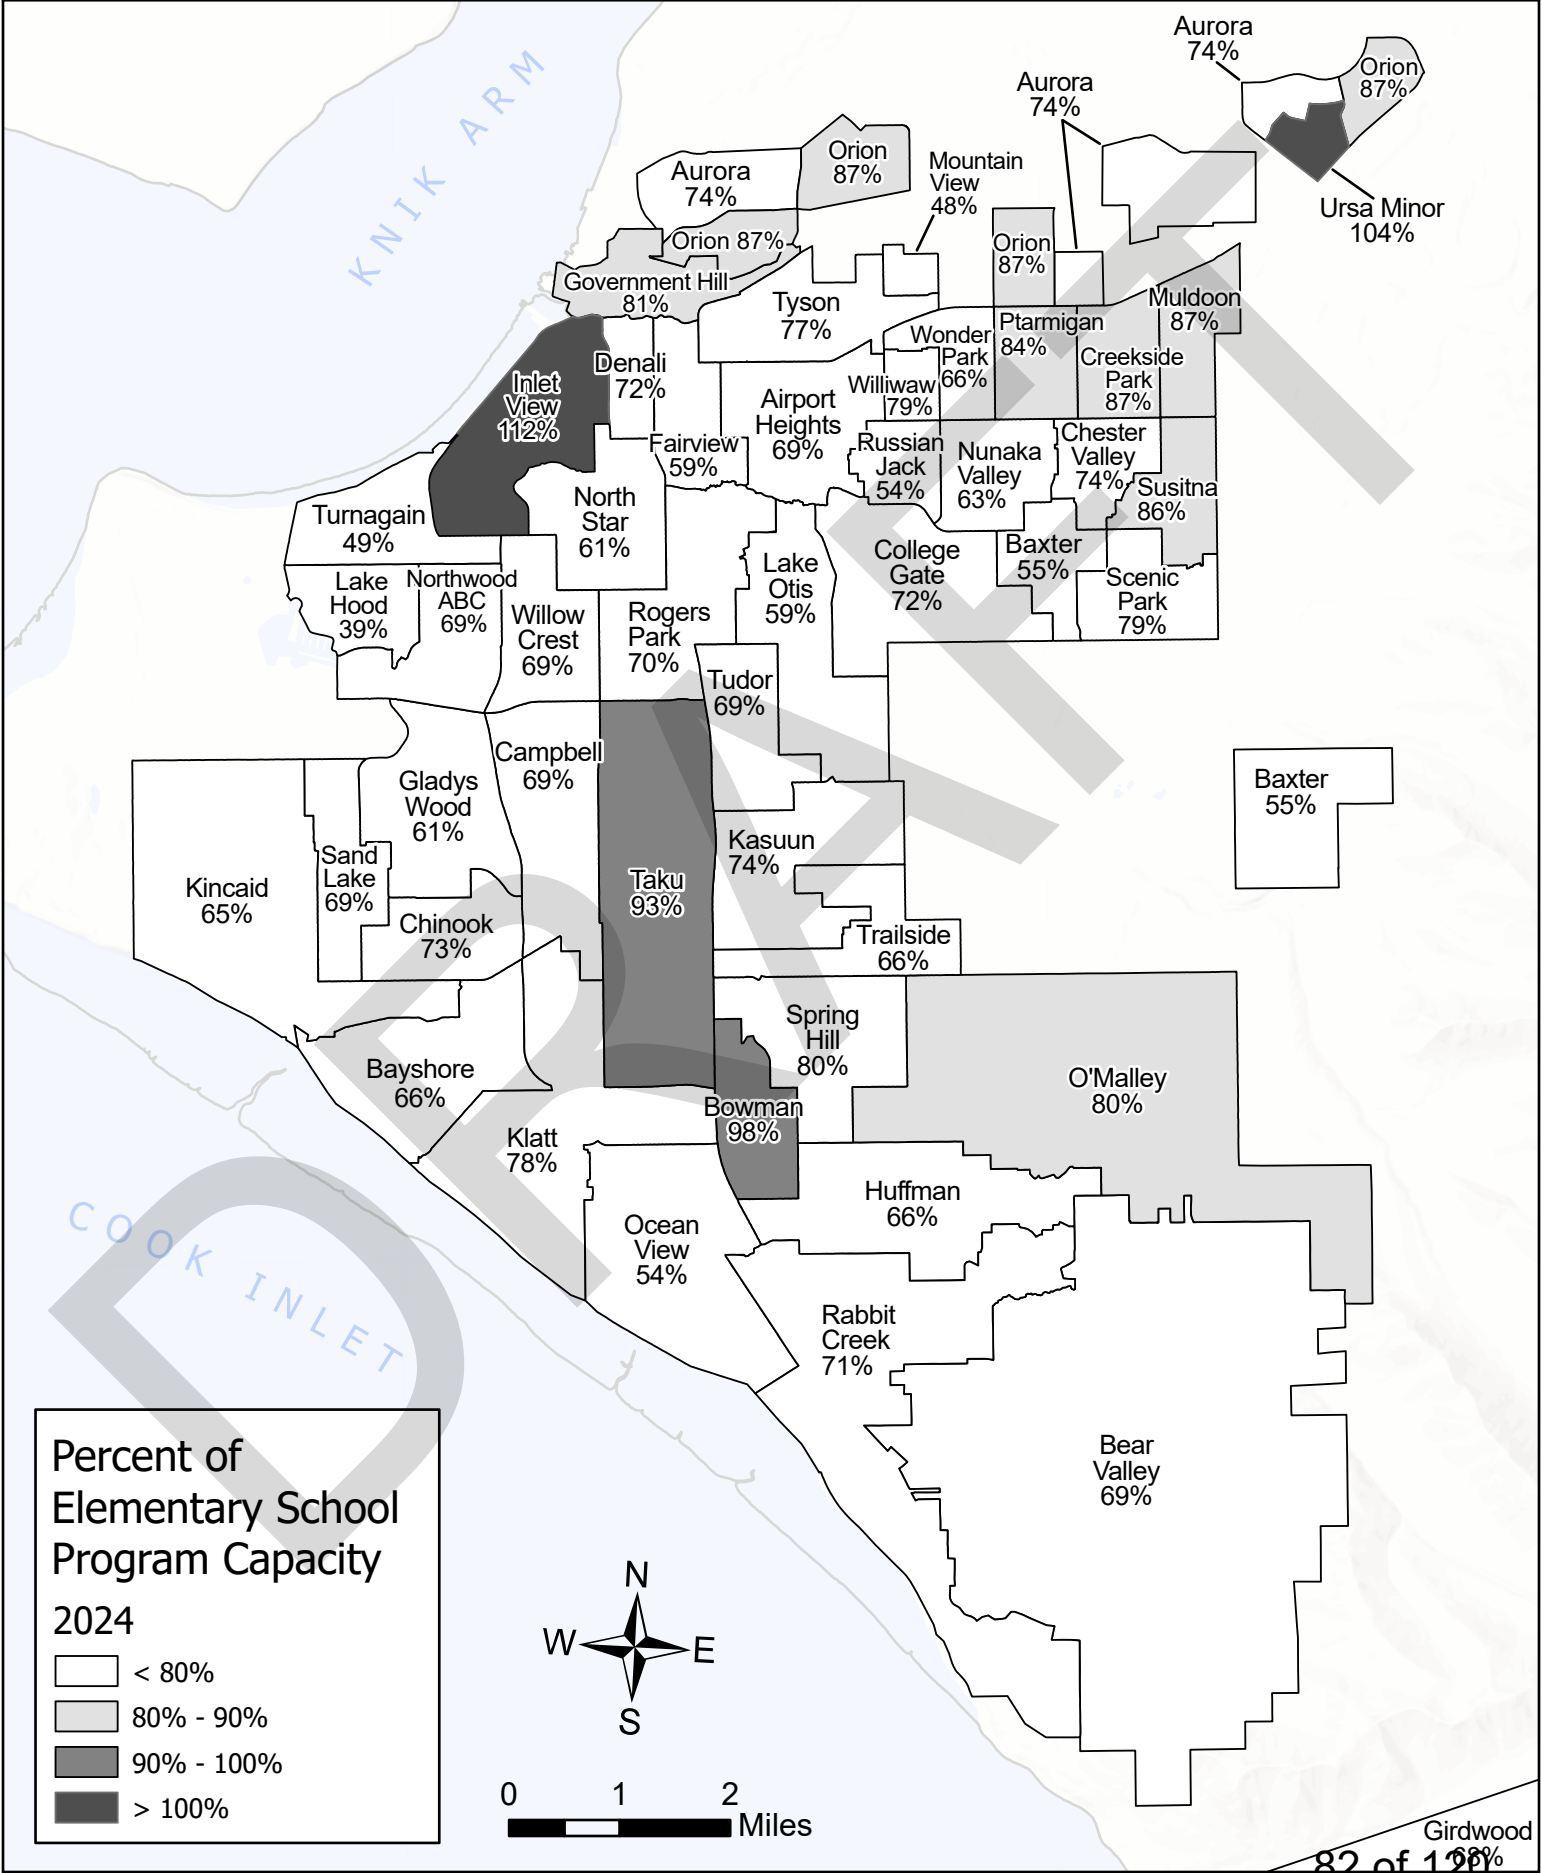 Aurora
74%
Orion
87%
Aurora
74%
Ursa Minor
104%
KNIK ARM
Aurora
74%
Orion
87%
Mountain
View
48%
Orion 87%
Orion
87%
Government Hill
81%
Tyson
77%
Muldoon
87%
Wonder
Park
66%
Ptarmigan
84%
Creekside
Park
87%
Denali
72%
Inlet
View
112%
Williwaw
79%
Airport
Heights
69%
Fairview
59%
Russian
Jack
54%
Nunaka
Valley
63%
Chester
Valley
74%
Susitna
86%
North
Star
61%
Turnagain
49%
Lake
Hood
39%
Northwood
ABC
69%
Willow
Crest
69%
Rogers
Park
70%
Lake
Otis
59%
College
Gate
72%
Baxter
55%
Scenic
Park
79%
Tudor
69%
Campbell
69%
Gladys
Wood
61%
Baxter
55%
Kasuun
74%
Sand
Lake
69%
Kincaid
65%
Taku
93%
Chinook
73%
Trailside
66%
Spring
Hill
80%
Bayshore
66%
O'Malley
80%
Bowman
98%
Klatt
78%
Huffman
66%
Ocean
View
54%
COOK INLET
Rabbit
Creek
71%
Bear
Valley
69%
DRAFT
Percent of
Elementary School
Program Capacity
2024
< 80%
80% - 90%
90% - 100%
> 100%
N
W E
S
0 1 2
Miles
Girdwood
68%
82 of 120